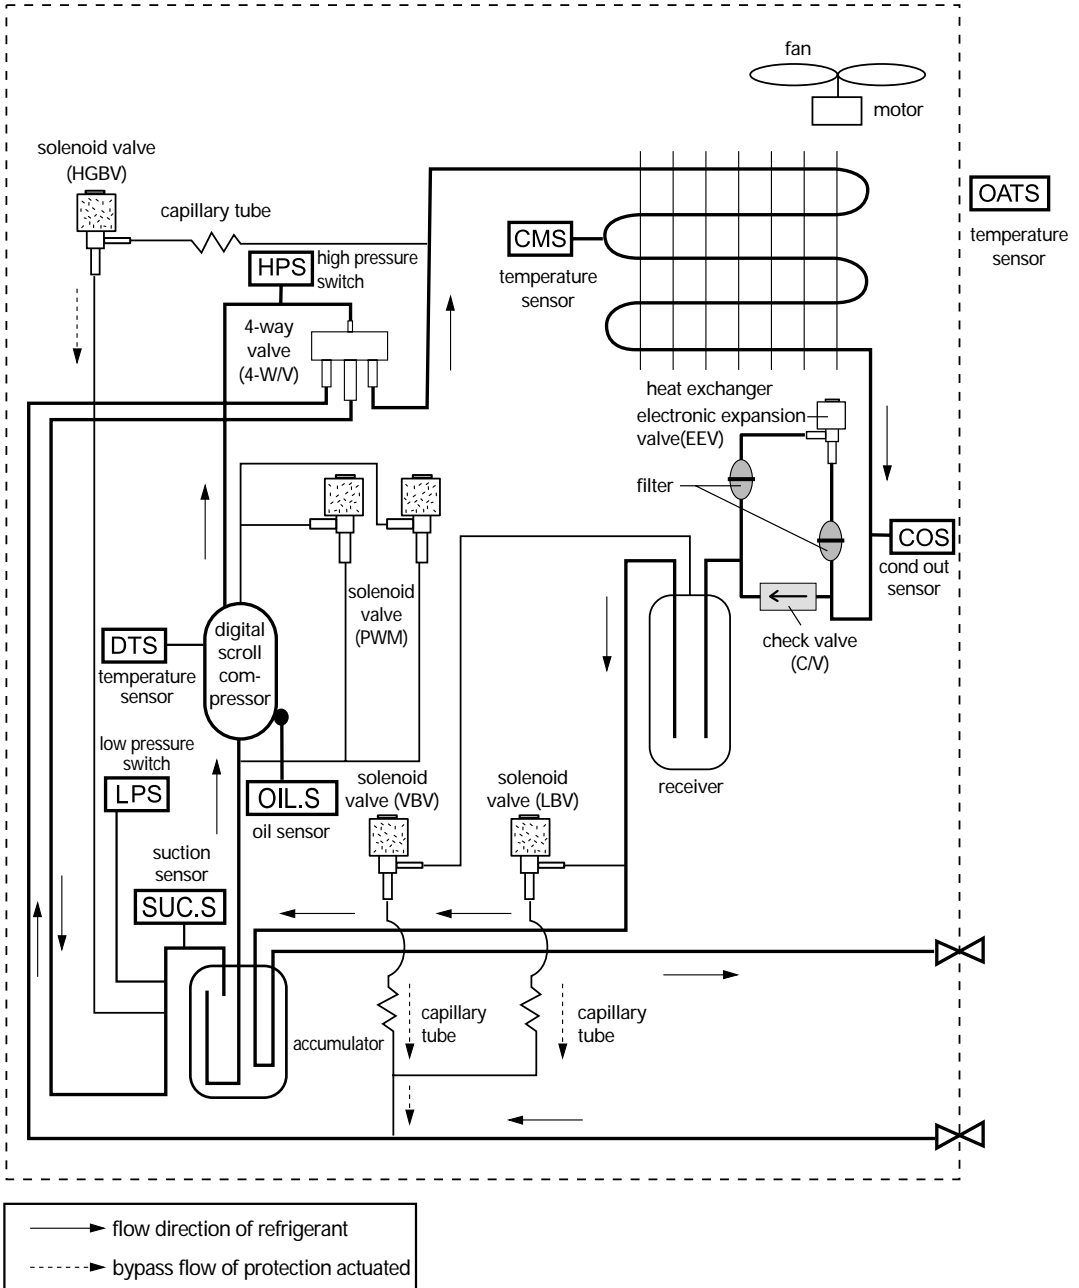 fan
motor
solenoid valve
(HGBV)
capillary tube
OATS
temperature
sensor
CMS
temperature
sensor
HPS
high pressure
switch
4-way
valve
(4-W/V)
heat exchanger
electronic expansion
valve(EEV)
filter
COS
cond out
sensor
solenoid
valve
(PWM)
check valve
(C/V)
digital
scroll
com-
pressor
DTS
temperature
sensor
low pressure
switch
LPS
OIL.S
oil sensor
solenoid
valve (VBV)
solenoid
valve (LBV)
receiver
suction
sensor
SUC.S
accumulator
capillary
tube
capillary
tube
flow direction of refrigerant
bypass flow of protection actuated